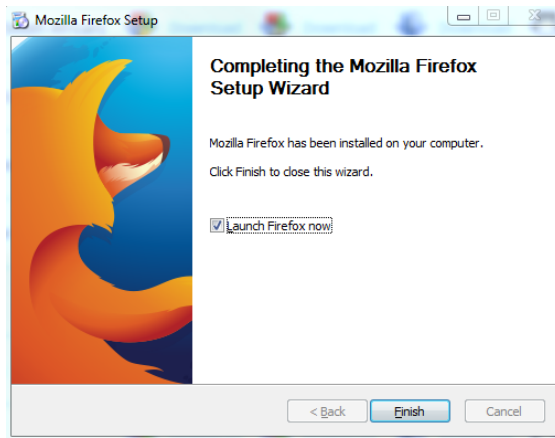 Mozilla Firefox Setup
Completing the Mozilla Firefox
Setup Wizard
Mozilla Firefox has been installed on your computer.
Click Finish to close this wizard.
Launch Firefox now
< Back
Finish
Cancel